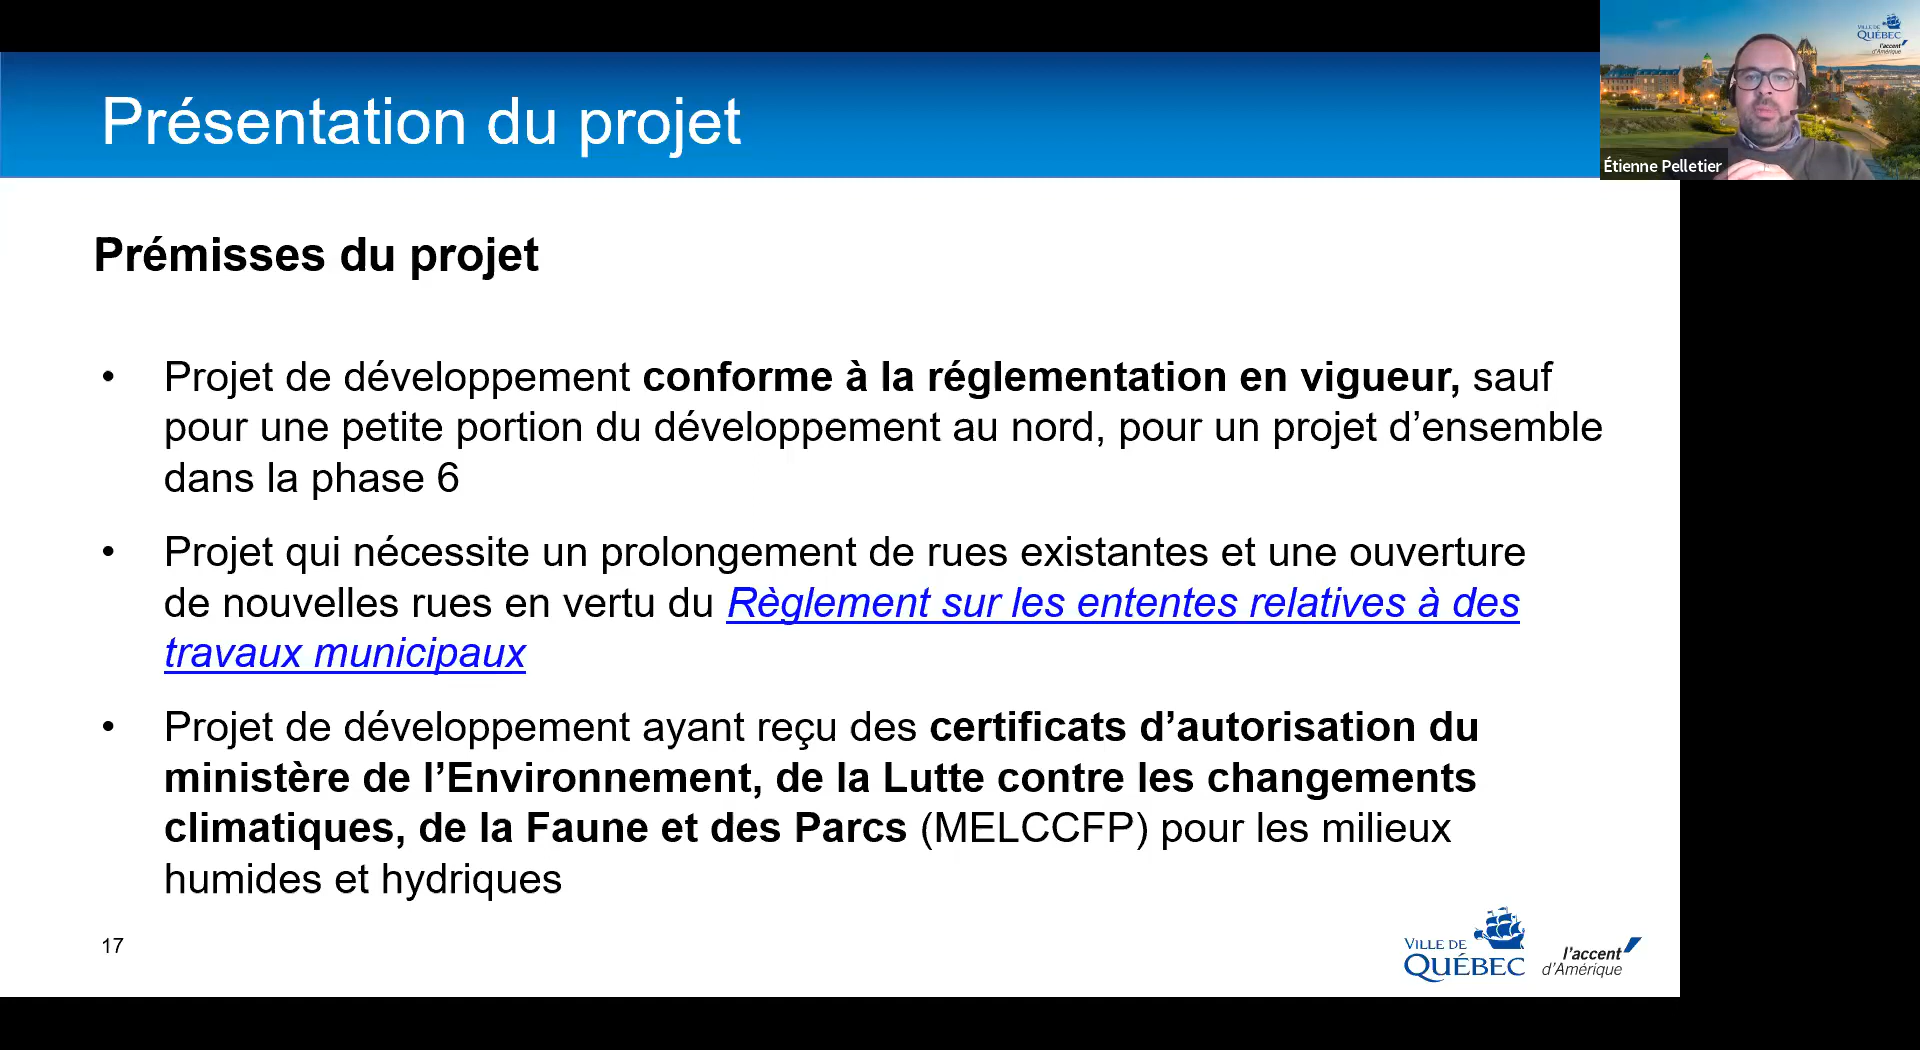 Présentation du projet
VILLE DE
QUÉBEC
l'accent
d'Amérique
Étienne Pelletier
Prémisses du projet
• Projet de développement conforme à la réglementation en vigueur, sauf
pour une petite portion du développement au nord, pour un projet d’ensemble
dans la phase 6
• Projet qui nécessite un prolongement de rues existantes et une ouverture
de nouvelles rues en vertu du Règlement sur les ententes relatives à des
travaux municipaux
• Projet de développement ayant reçu des certificats d’autorisation du
ministère de l’Environnement, de la Lutte contre les changements
climatiques, de la Faune et des Parcs (MELCCFP) pour les milieux
humides et hydriques
17
VILLE DE
QUÉBEC
l'accent
d'Amérique